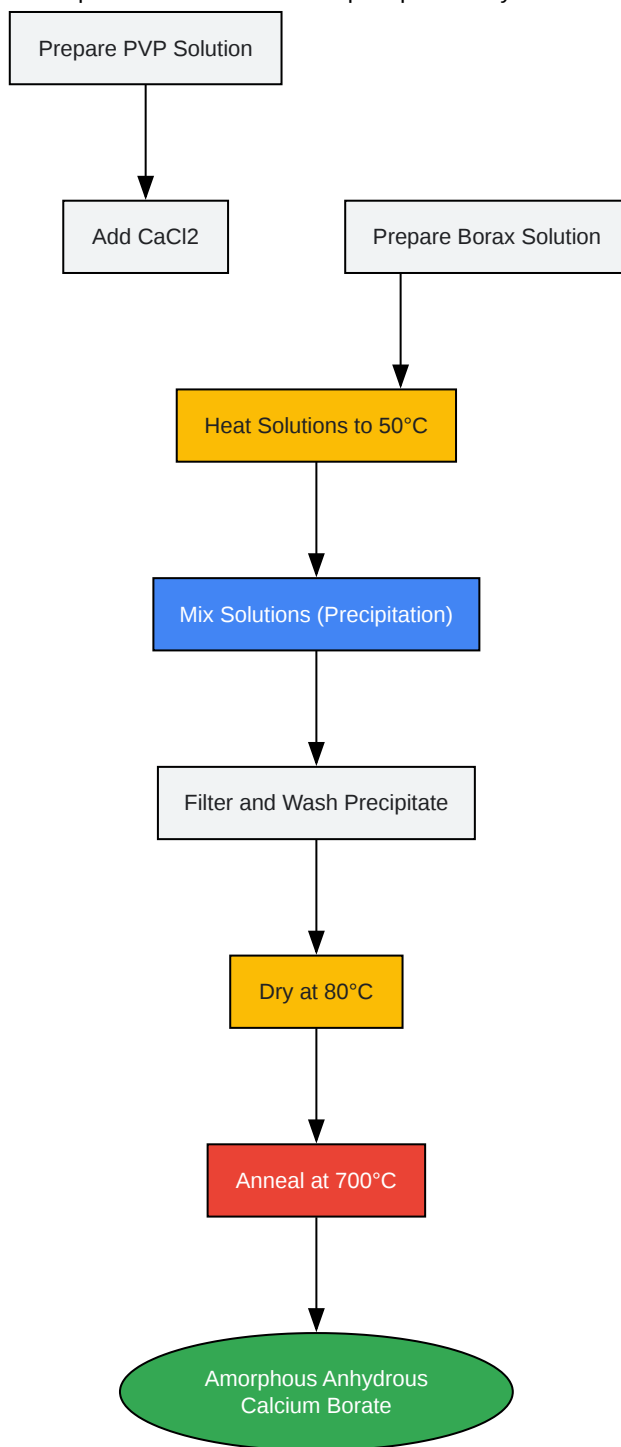 Prepare PVP Solution
Add CaCl2
Prepare Borax Solution
Heat Solutions to 50°C
Mix Solutions (Precipitation)
Filter and Wash Precipitate
Dry at 80°C
Anneal at 700°C
Amorphous Anhydrous
Calcium Borate